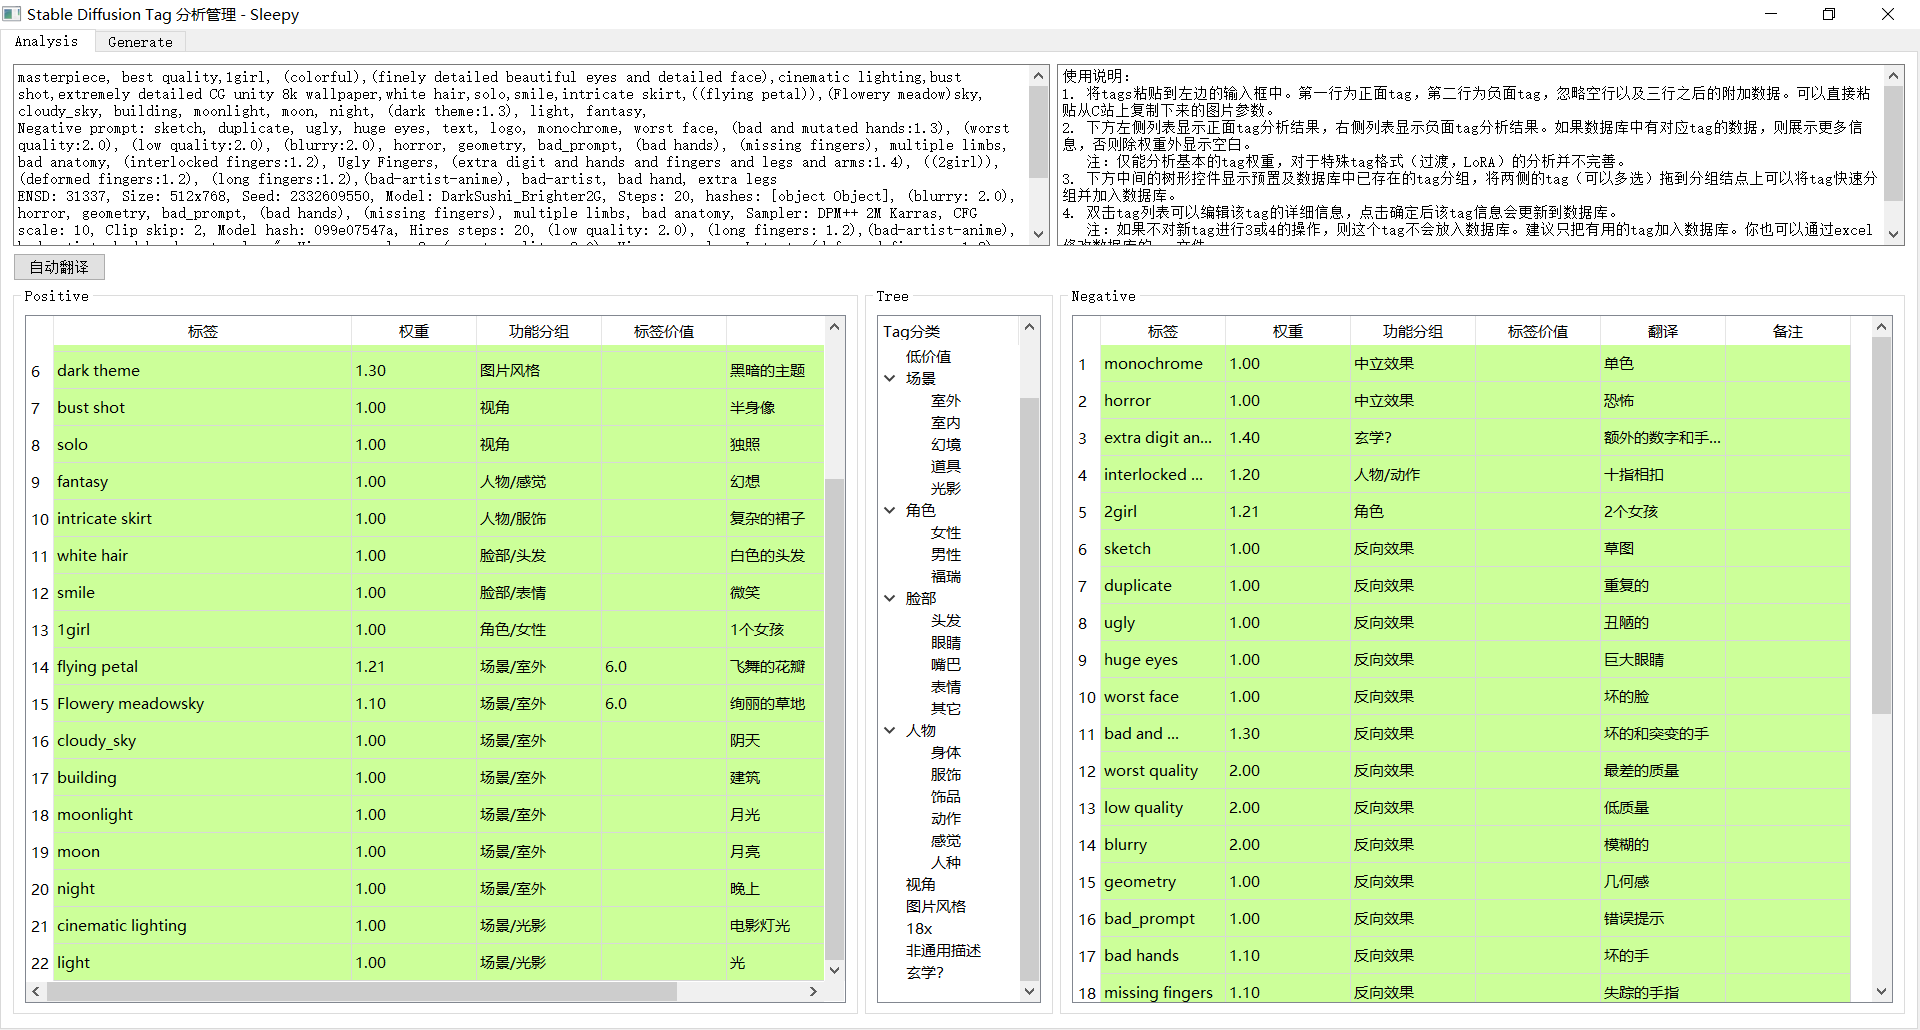 Stable Diffusion Tag 分析管理 - Sleepy
Analysis Generate
masterpiece, best quality,1girl, (colorful),(finely detailed beautiful eyes and detailed face),cinematic lighting,bust
shot,extremely detailed CG unity 8k wallpaper,white hair,solo,smile,intricate skirt,((flying petal)),(Flowery meadow)sky,
cloudy_sky, building, moonlight, moon, night, (dark theme:1.3), light, fantasy,
Negative prompt: sketch, duplicate, ugly, huge eyes, text, logo, monochrome, worst face, (bad and mutated hands:1.3), (worst
quality:2.0), (low quality:2.0), (blurry:2.0), horror, geometry, bad_prompt, (bad hands), (missing fingers), multiple limbs,
bad anatomy, (interlocked fingers:1.2), Ugly Fingers, (extra digit and hands and fingers and legs and arms:1.4), ((2girl)),
(deformed fingers:1.2), (long fingers:1.2),(bad-artist-anime), bad-artist, bad hand, extra legs
ENSD: 31337, Size: 512x768, Seed: 2332609550, Model: DarkSushi_Brighter2G, Steps: 20, hashes: [object Object], (blurry: 2.0),
horror, geometry, bad_prompt, (bad hands), (missing fingers), multiple limbs, bad anatomy, Sampler: DPM++ 2M Karras, CFG
scale: 10, Clip skip: 2, Model hash: 099e07547a, Hires steps: 20, (low quality: 2.0), (long fingers: 1.2),(bad-artist-anime),
使用说明:
1. 将tags粘贴到左边的输入框中。第一行为正面tag，第二行为负面tag，忽略空行以及三行之后的附加数据。可以直接粘
贴从C站上复制下来的图片参数。
2. 下方左侧列表显示正面tag分析结果，右侧列表显示负面tag分析结果。如果数据库中有对应tag的数据，则展示更多信
息，否则除权重外显示空白。
注：仅能分析基本的tag权重，对于特殊tag格式（过渡，LoRA）的分析并不完善。
3. 下方中间的树形控件显示预置及数据库中已存在的tag分组，将两侧的tag（可以多选）拖到分组结点上可以将tag快速分
组并加入数据库。
4. 双击tag列表可以编辑该tag的详细信息，点击确定后该tag信息会更新到数据库。
注：如果不对新tag进行3或4的操作，则这个tag不会放入数据库。建议只把有用的tag加入数据库。你也可以通过excel
自动翻译
Positive
标签 权重 功能分组 标签价值
6 dark theme 1.30 图片风格 黑暗的主题
7 bust shot 1.00 视角 半身像
8 solo 1.00 视角 独照
9 fantasy 1.00 人物/感觉 幻想
10 intricate skirt 1.00 人物/服饰 复杂的裙子
11 white hair 1.00 脸部/头发 白色的头发
12 smile 1.00 脸部/表情 微笑
13 1girl 1.00 角色/女性 1个女孩
14 flying petal 1.21 场景/室外 6.0 飞舞的花瓣
15 Flowery meadowsky 1.10 场景/室外 6.0 绚丽的草地
16 cloudy_sky 1.00 场景/室外 阴天
17 building 1.00 场景/室外 建筑
18 moonlight 1.00 场景/室外 月光
19 moon 1.00 场景/室外 月亮
20 night 1.00 场景/室外 晚上
21 cinematic lighting 1.00 场景/光影 电影灯光
22 light 1.00 场景/光影 光
Tree
Tag分类
低价值
场景
室外
室内
幻境
道具
光影
角色
女性
男性
福瑞
脸部
头发
眼睛
嘴巴
表情
其它
人物
身体
服饰
饰品
动作
感觉
人种
视角
图片风格
18x
非通用描述
玄学?
Negative
标签 权重 功能分组 标签价值 翻译 备注
1 monochrome 1.00 中立效果 单色
2 horror 1.00 中立效果 恐怖
3 extra digit an... 1.40 玄学? 额外的数字和手...
4 interlocked ... 1.20 人物/动作 十指相扣
5 2girl 1.21 角色 2个女孩
6 sketch 1.00 反向效果 草图
7 duplicate 1.00 反向效果 重复的
8 ugly 1.00 反向效果 丑陋的
9 huge eyes 1.00 反向效果 巨大眼睛
10 worst face 1.00 反向效果 坏的脸
11 bad and ... 1.30 反向效果 坏的和突变的手
12 worst quality 2.00 反向效果 最差的质量
13 low quality 2.00 反向效果 低质量
14 blurry 2.00 反向效果 模糊的
15 geometry 1.00 反向效果 几何感
16 bad_prompt 1.00 反向效果 错误提示
17 bad hands 1.10 反向效果 坏的手
18 missing fingers 1.10 反向效果 失踪的手指